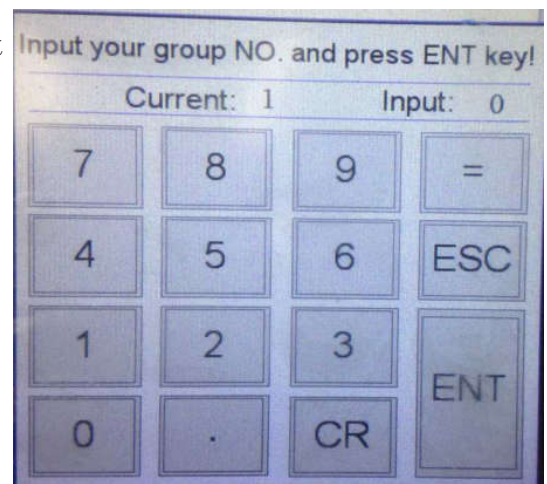 Input your group NO. and press ENT key!
Current: 1 Input: 0
7 8 9 =
4 5 6 ESC
1 2 3
ENT
0 . CR